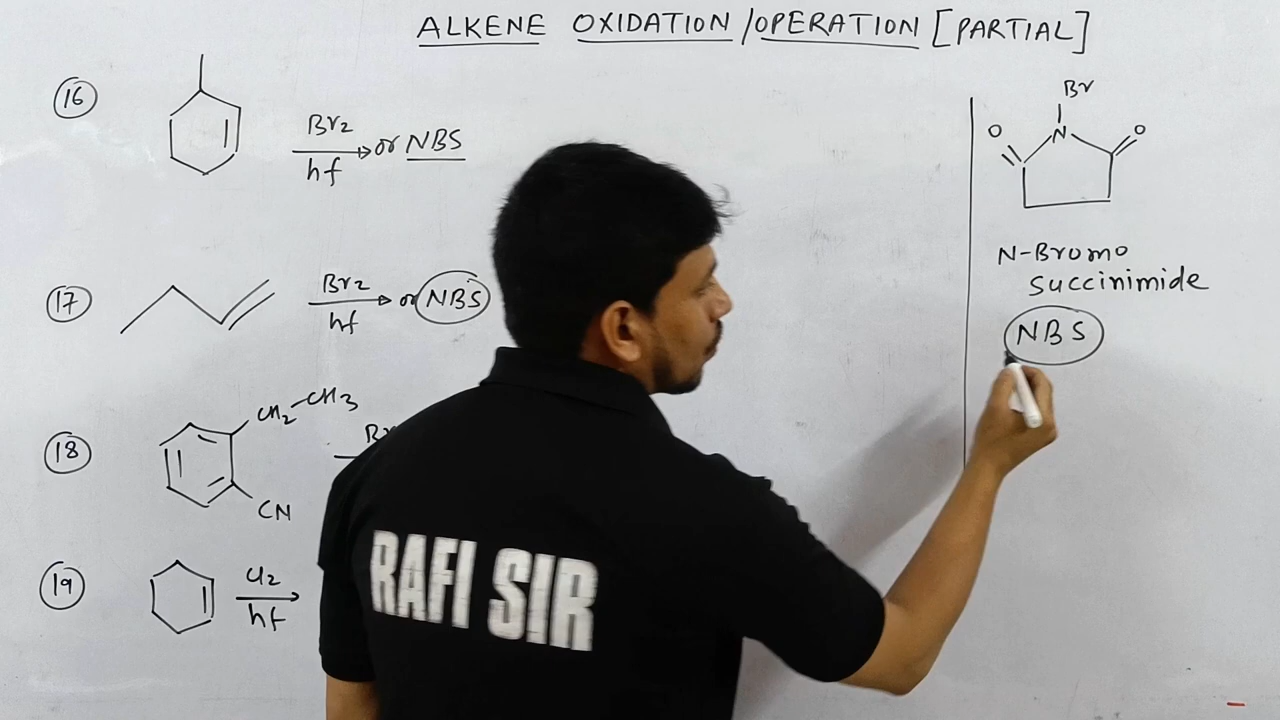 ALKENE OXIDATION/OPERATION [PARTIAL]
16
Br2
hf
or NBS
17
Br2
hf
or NBS
18
CH2-CH3
CN
Br
19
Cl2
hf
Br
N
O
O
N-Bromo
succinimide
NBS
RAFI SIR